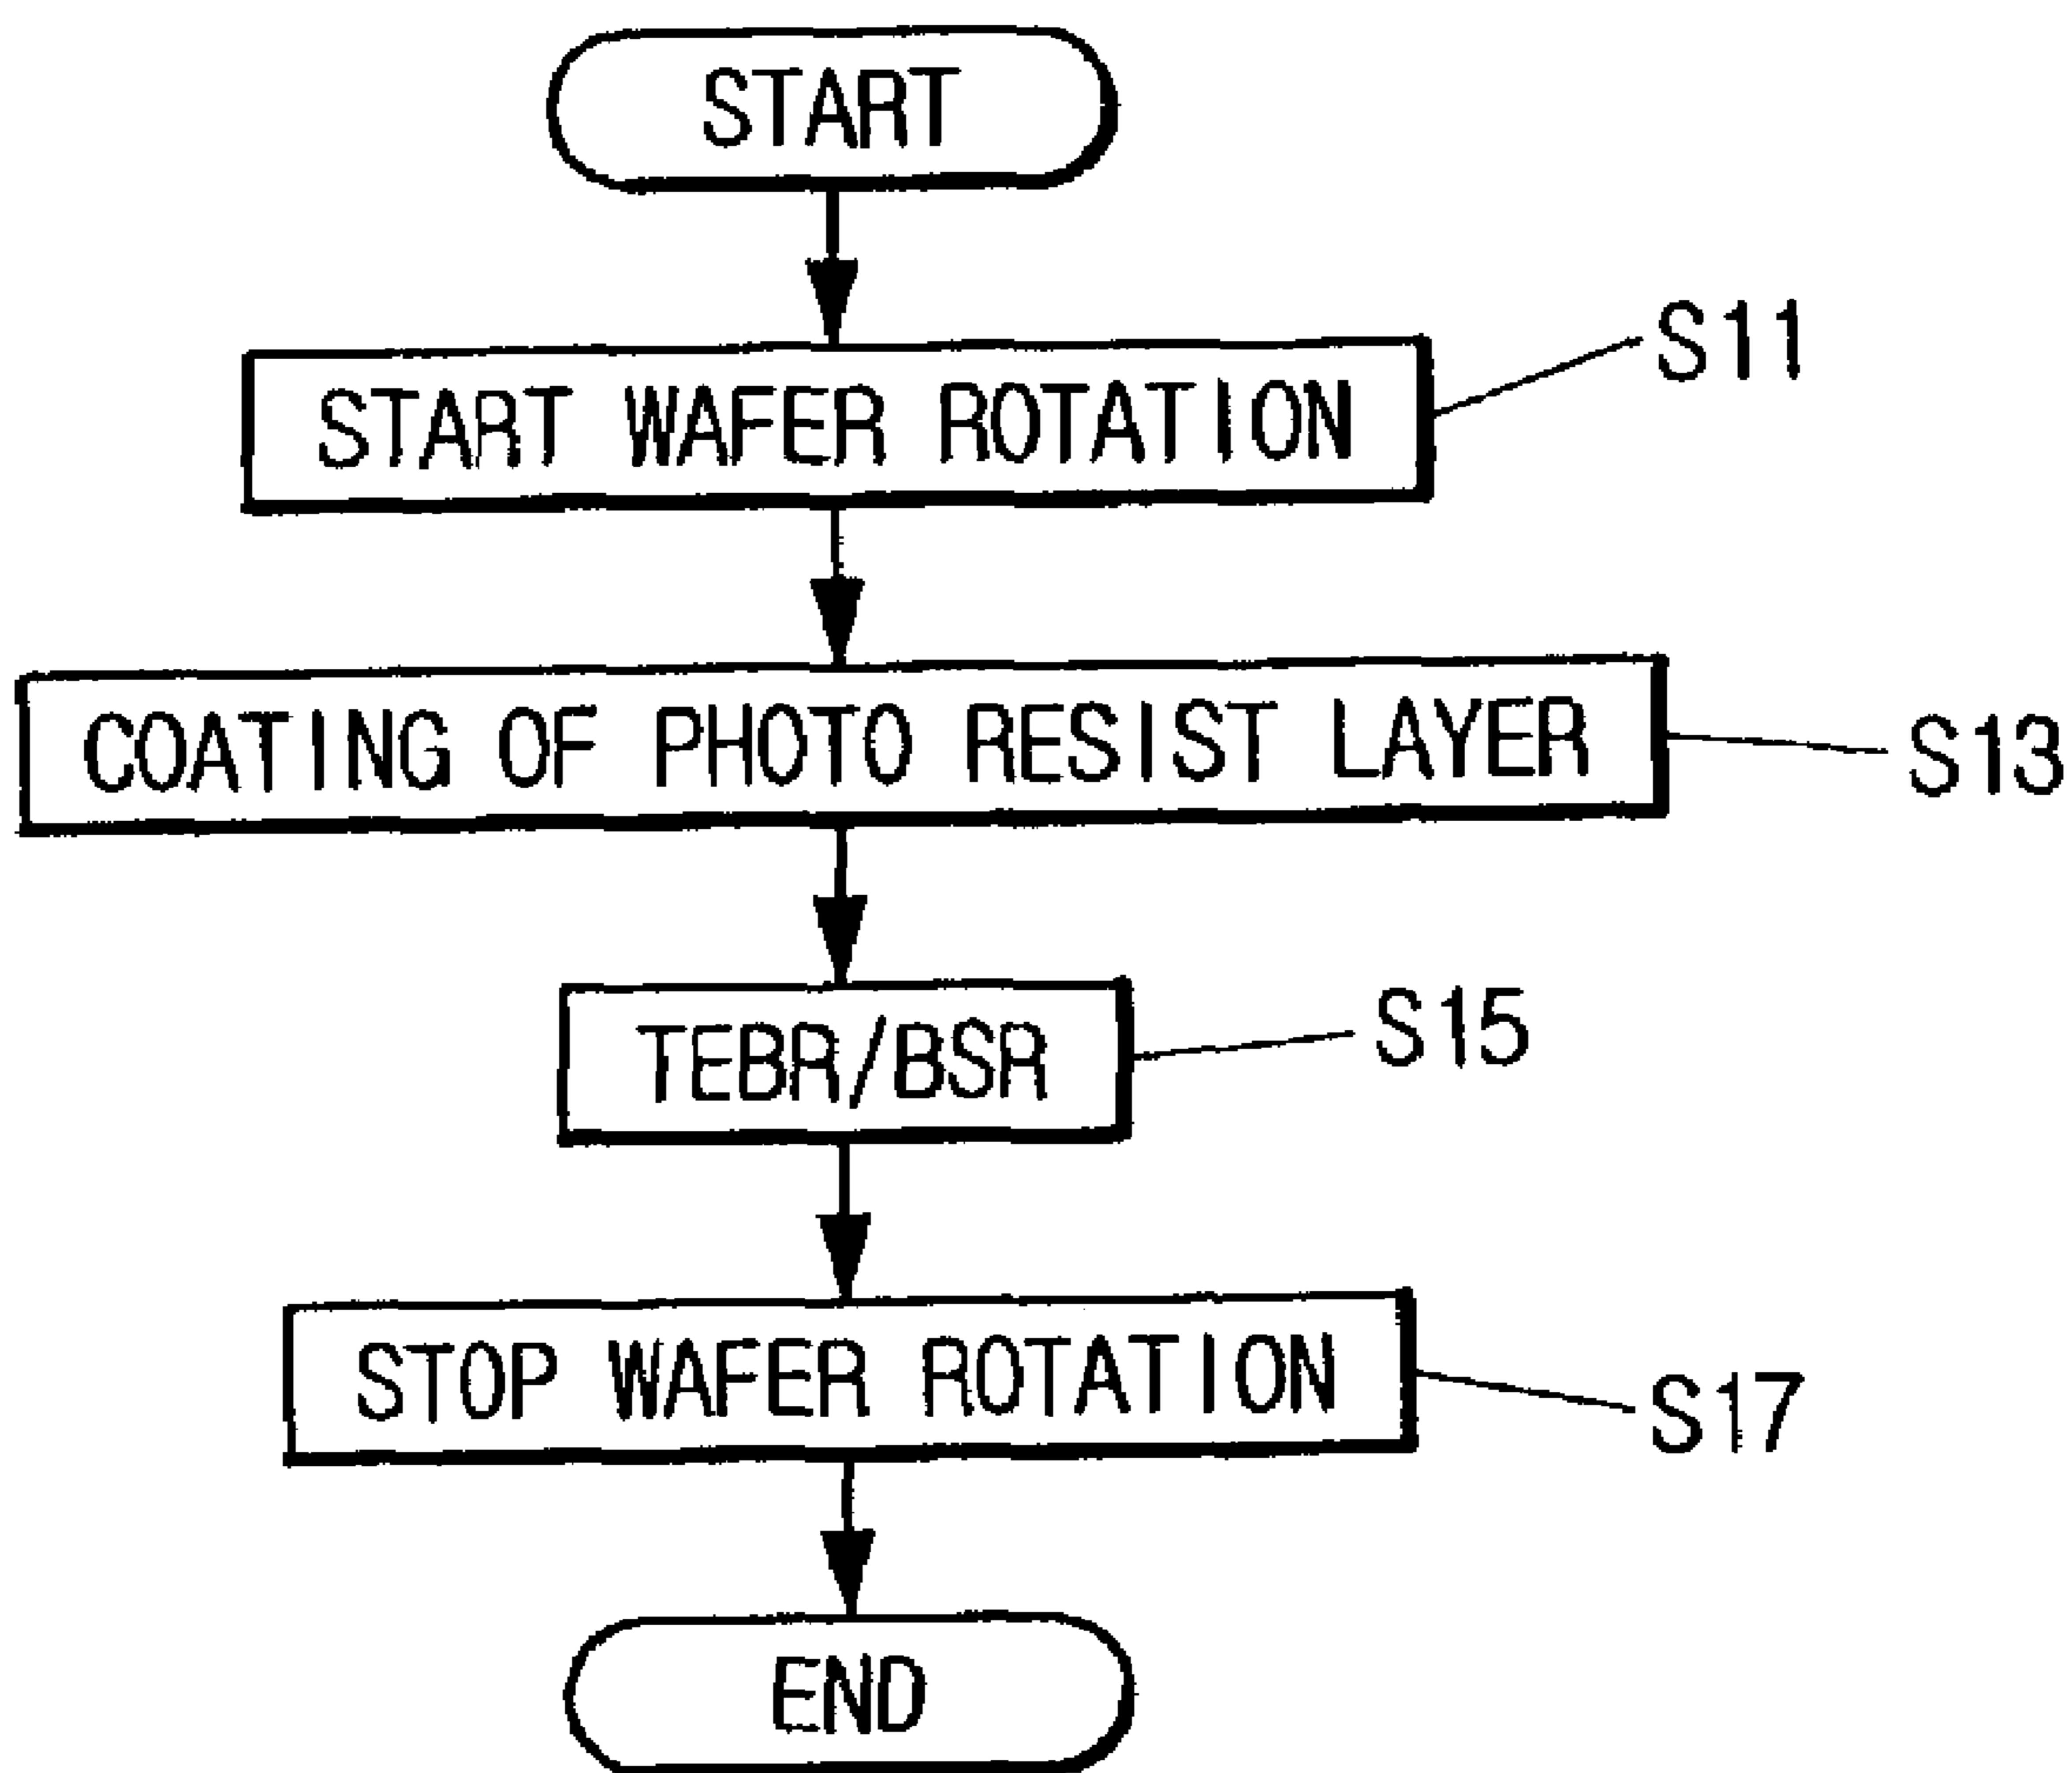 START
START WAFER ROTATION
S11
COATING OF PHOTO RESIST LAYER
S13
TEBR/BSR
S15
STOP WAFER ROTATION
S17
END